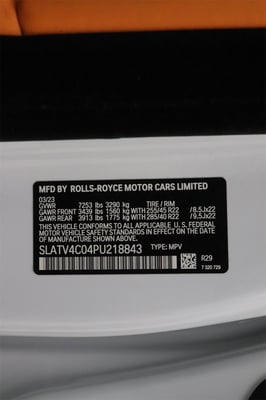 MFD BY ROLLS-ROYCE MOTOR CARS LIMITED
03/23
GVWR 7253 lbs 3290 kg TIRE / RIM
GAWR FRONT 3439 lbs 1560 kg 255/45 R22 / 8.5Jx22
GAWR REAR 3913 lbs 1775 kg 285/40 R22 / 9.5Jx22
THIS VEHICLE CONFORMS TO ALL APPLICABLE U.S. FEDERAL MOTOR
VEHICLE SAFETY AND THEFT PREVENTION STANDARDS IN
EFFECT ON THE DATE OF MANUFACTURE SHOWN ABOVE.
SLATV4C04PU218843 TYPE: MPV
R29
7 320 729